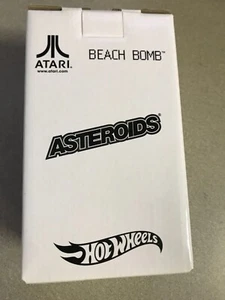 ATARI® BEACH BOMB™
www.atari.com
ASTEROIDS®
Hot Wheels